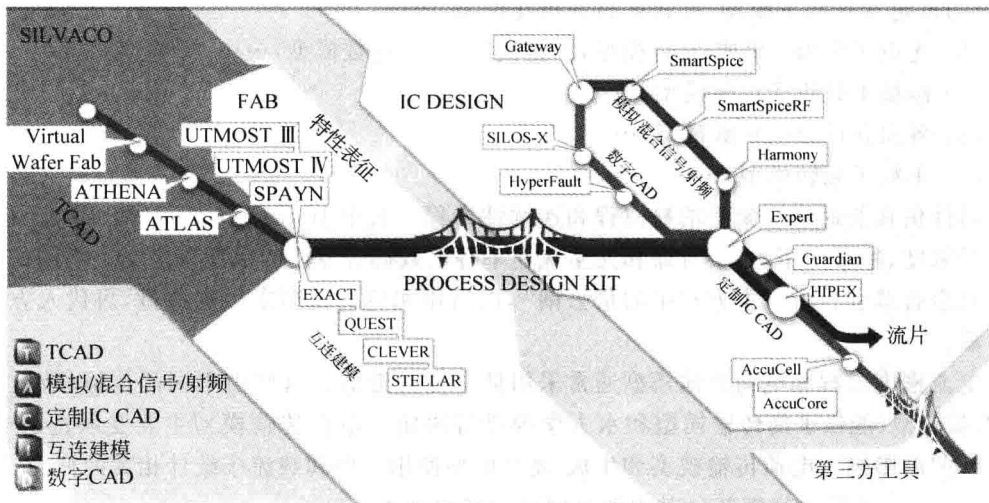 SILVACO
FAB
IC DESIGN
Gateway
SmartSpice
SmartSpiceRF
Harmony
模拟/混合信号/射频
数字CAD
SILOS-X
HyperFault
Virtual
Wafer Fab
ATHENA
ATLAS
TCAD
UTMOST III
UTMOST IV
SPAYN
特性表征
PROCESS DESIGN KIT
EXACT
QUEST
CLEVER
STELLAR
互连建模
Expert
Guardian
HIPEX
定制IC CAD
流片
AccuCell
AccuCore
第三方工具
T TCAD
A 模拟/混合信号/射频
C 定制IC CAD
I 互连建模
数字CAD